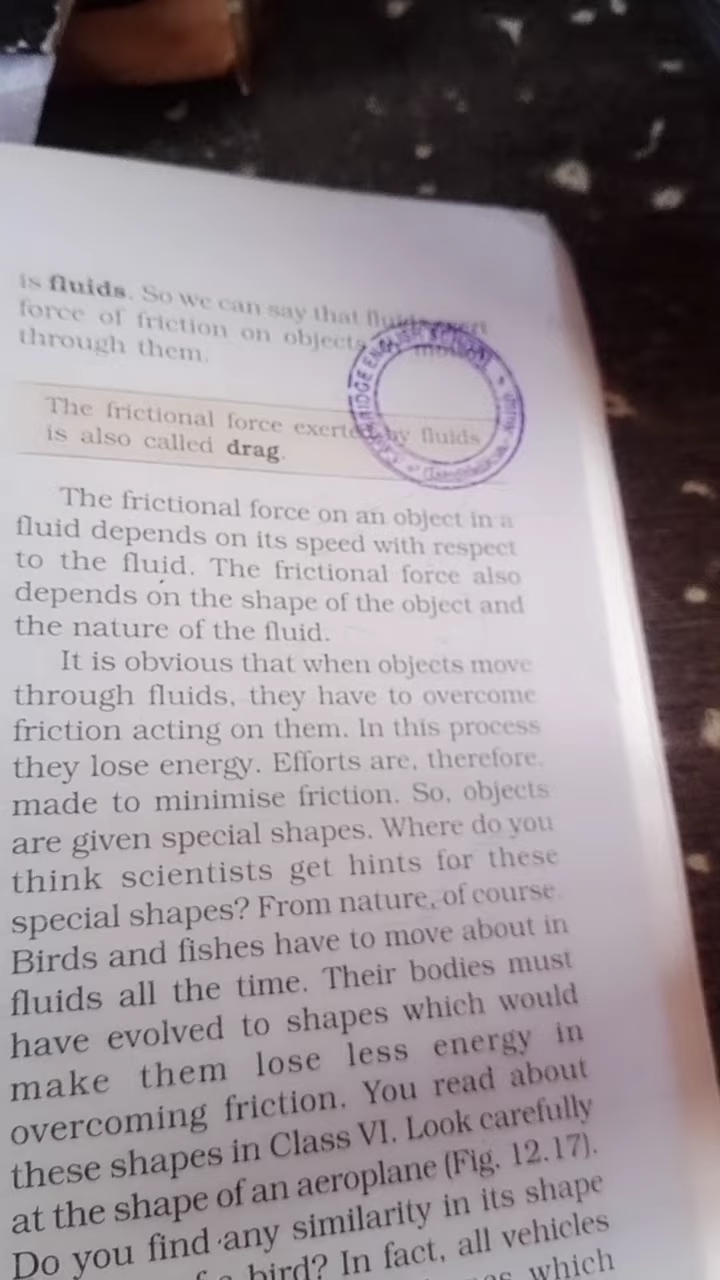 is fluids. So we can say that fluids exert
force of friction on objects
through them.
The frictional force exerted by fluids
is also called drag.
The frictional force on an object in a
fluid depends on its speed with respect
to the fluid. The frictional force also
depends on the shape of the object and
the nature of the fluid.
It is obvious that when objects move
through fluids, they have to overcome
friction acting on them. In this process
they lose energy. Efforts are, therefore,
made to minimise friction. So, objects
are given special shapes. Where do you
think scientists get hints for these
special shapes? From nature, of course.
Birds and fishes have to move about in
fluids all the time. Their bodies must
have evolved to shapes which would
make them lose less energy in
overcoming friction. You read about
these shapes in Class VI. Look carefully
at the shape of an aeroplane (Fig. 12.17).
Do you find any similarity in its shape
bird? In fact, all vehicles
which